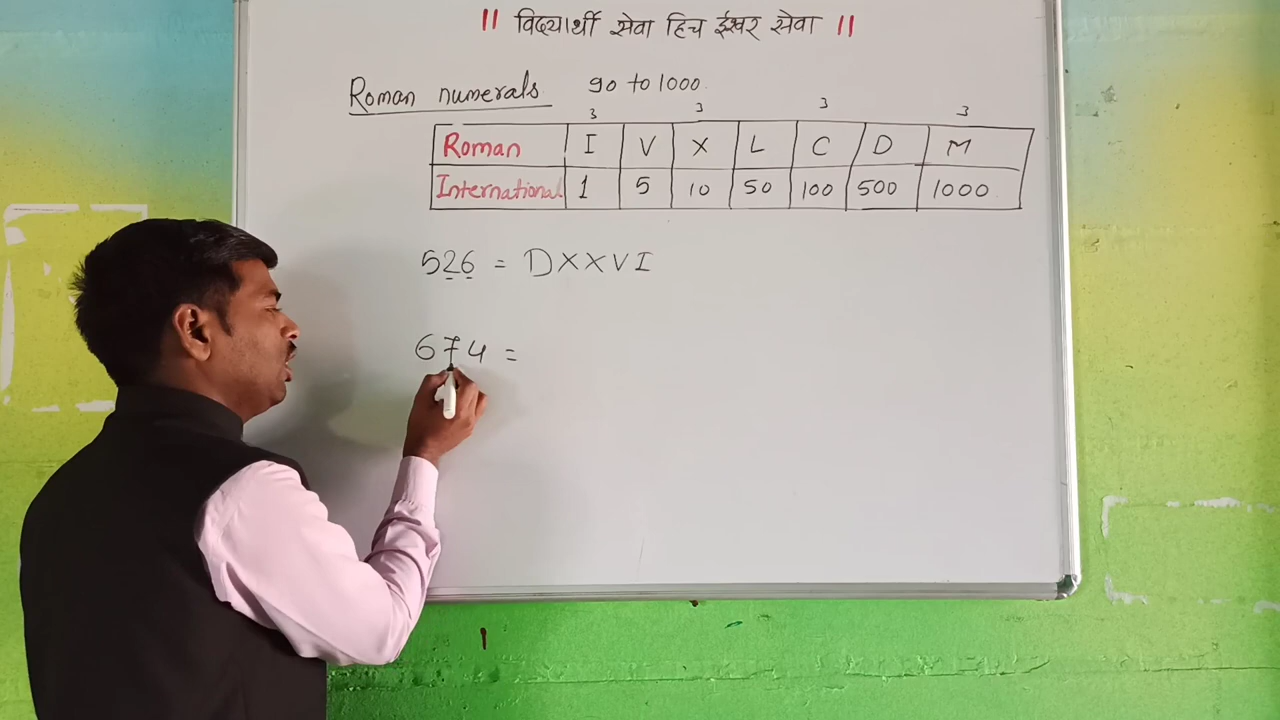 || विद्यार्थी सेवा हिच ईश्वर सेवा ||
Roman numerals 90 to 1000.
3 3 3 3
Roman I V X L C D M
International 1 5 10 50 100 500 1000
526 = DXXVI
674 =